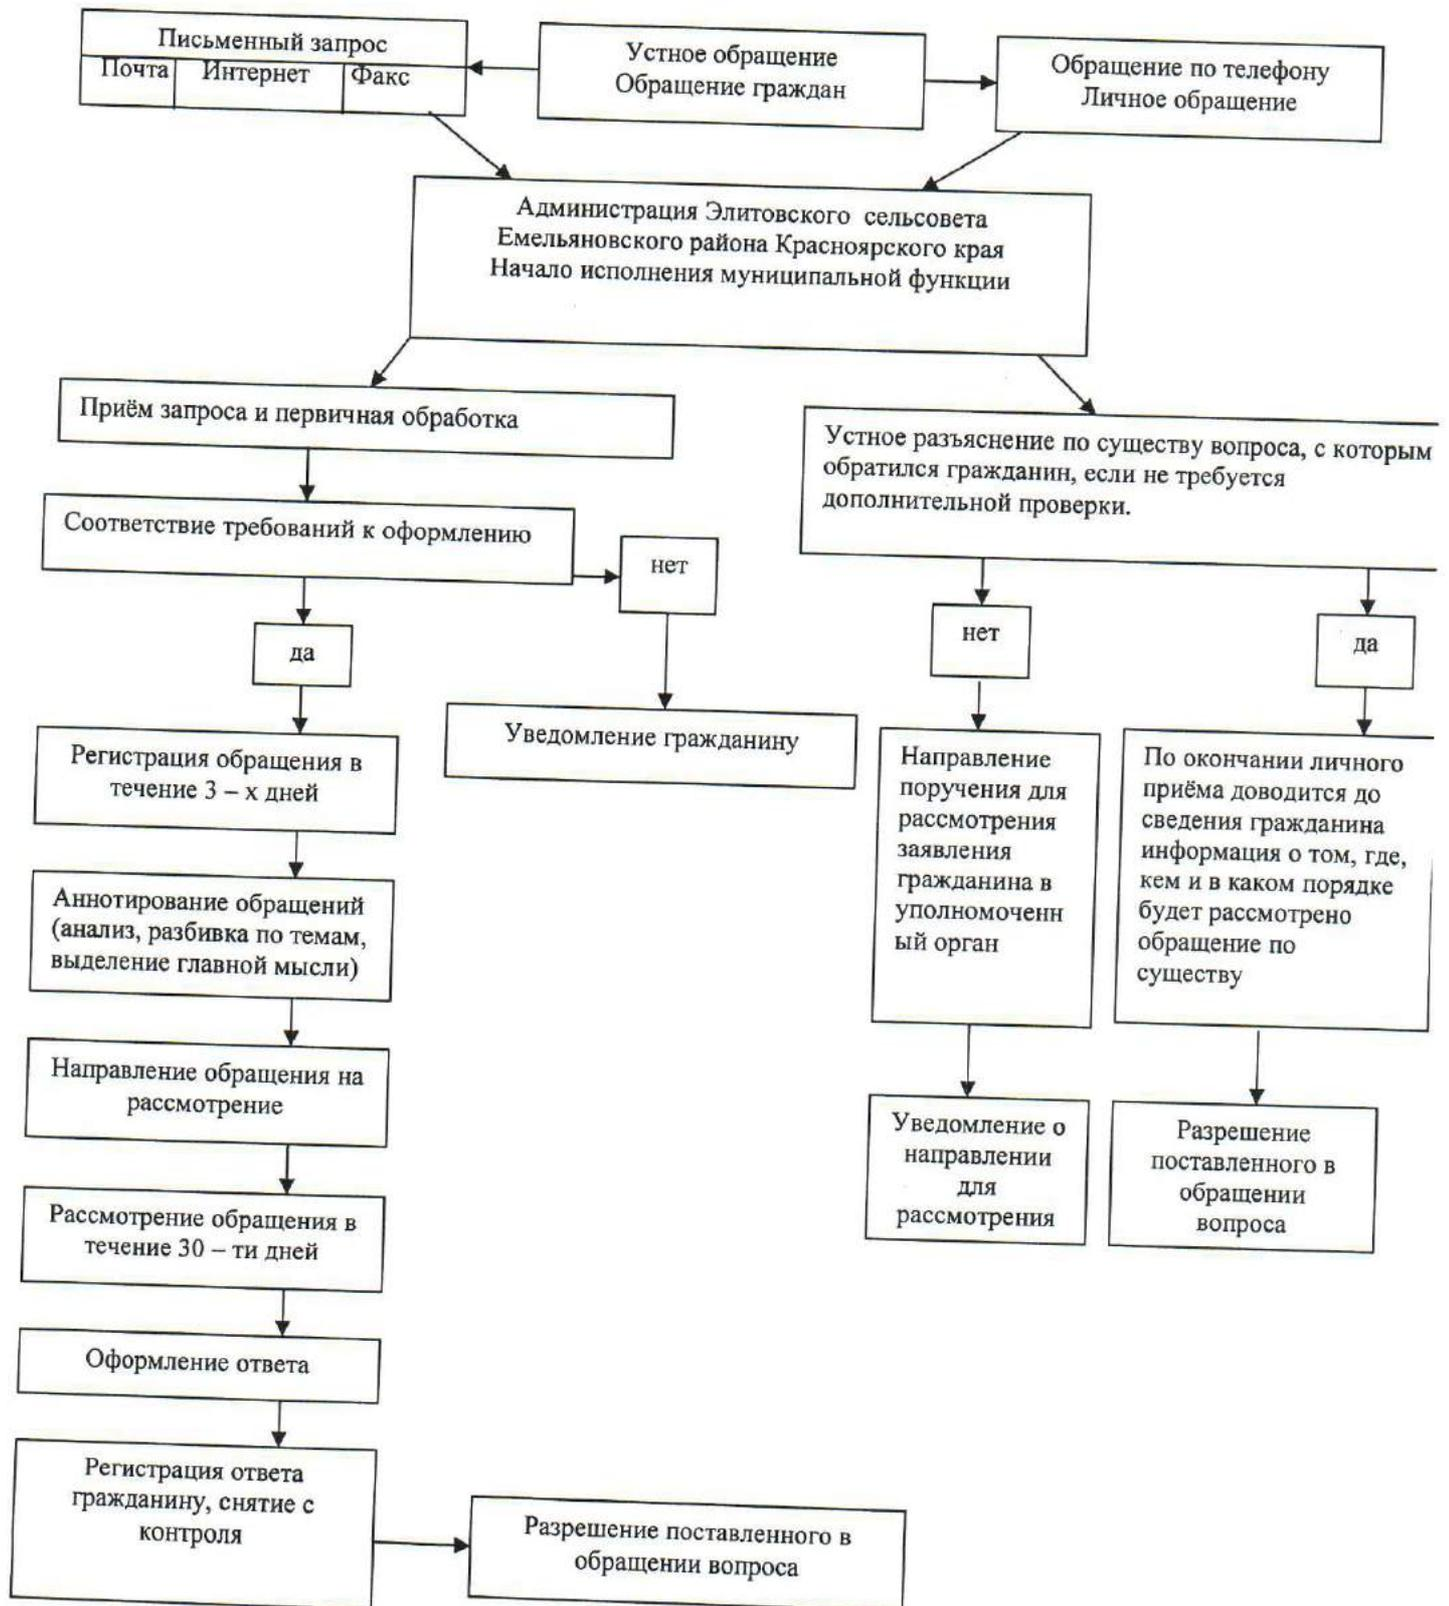 Письменный запрос
Почта Интернет Факс
Устное обращение
Обращение граждан
Обращение по телефону
Личное обращение
Администрация Элитовского сельсовета
Емельяновского района Красноярского края
Начало исполнения муниципальной функции
Приём запроса и первичная обработка
Устное разъяснение по существу вопроса, с которым
обратился гражданин, если не требуется
дополнительной проверки.
Соответствие требований к оформлению
нет
да
нет
да
Уведомление гражданину
Регистрация обращения в
течение 3 – х дней
Аннотирование обращений
(анализ, разбивка по темам,
выделение главной мысли)
Направление обращения на
рассмотрение
Рассмотрение обращения в
течение 30 – ти дней
Оформление ответа
Регистрация ответа
гражданину, снятие с
контроля
Разрешение поставленного в
обращении вопроса
Направление
поручения для
рассмотрения
заявления
гражданина в
уполномоченн
ый орган
Уведомление о
направлении
для
рассмотрения
По окончании личного
приёма доводится до
сведения гражданина
информация о том, где,
кем и в каком порядке
будет рассмотрено
обращение по
существу
Разрешение
поставленного в
обращении
вопроса